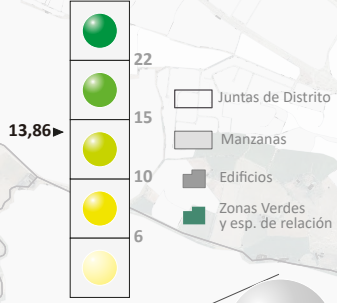 22
15
13,86
10
6
Juntas de Distrito
Manzanas
Edificios
Zonas Verdes
y esp. de relación